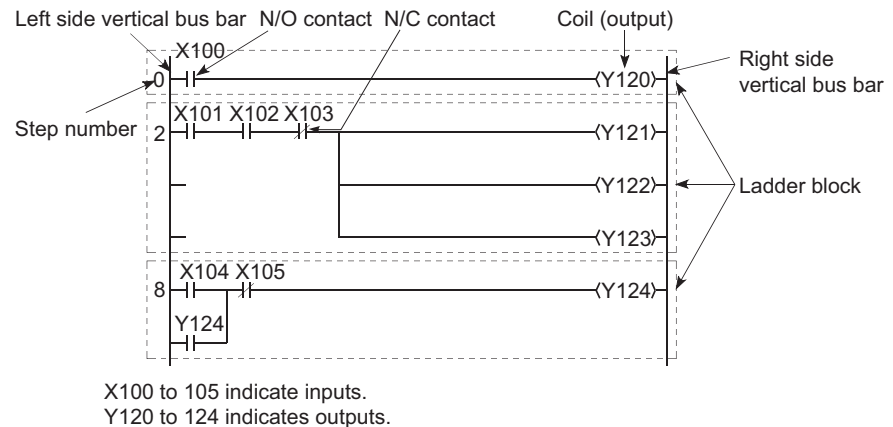 Left side vertical bus bar N/O contact N/C contact Coil (output)
X100
0 Y120
Right side
vertical bus bar
Step number
X101 X102 X103
2 Y121
Y122
Ladder block
Y123
X104 X105
8 Y124
Y124
X100 to 105 indicate inputs.
Y120 to 124 indicates outputs.